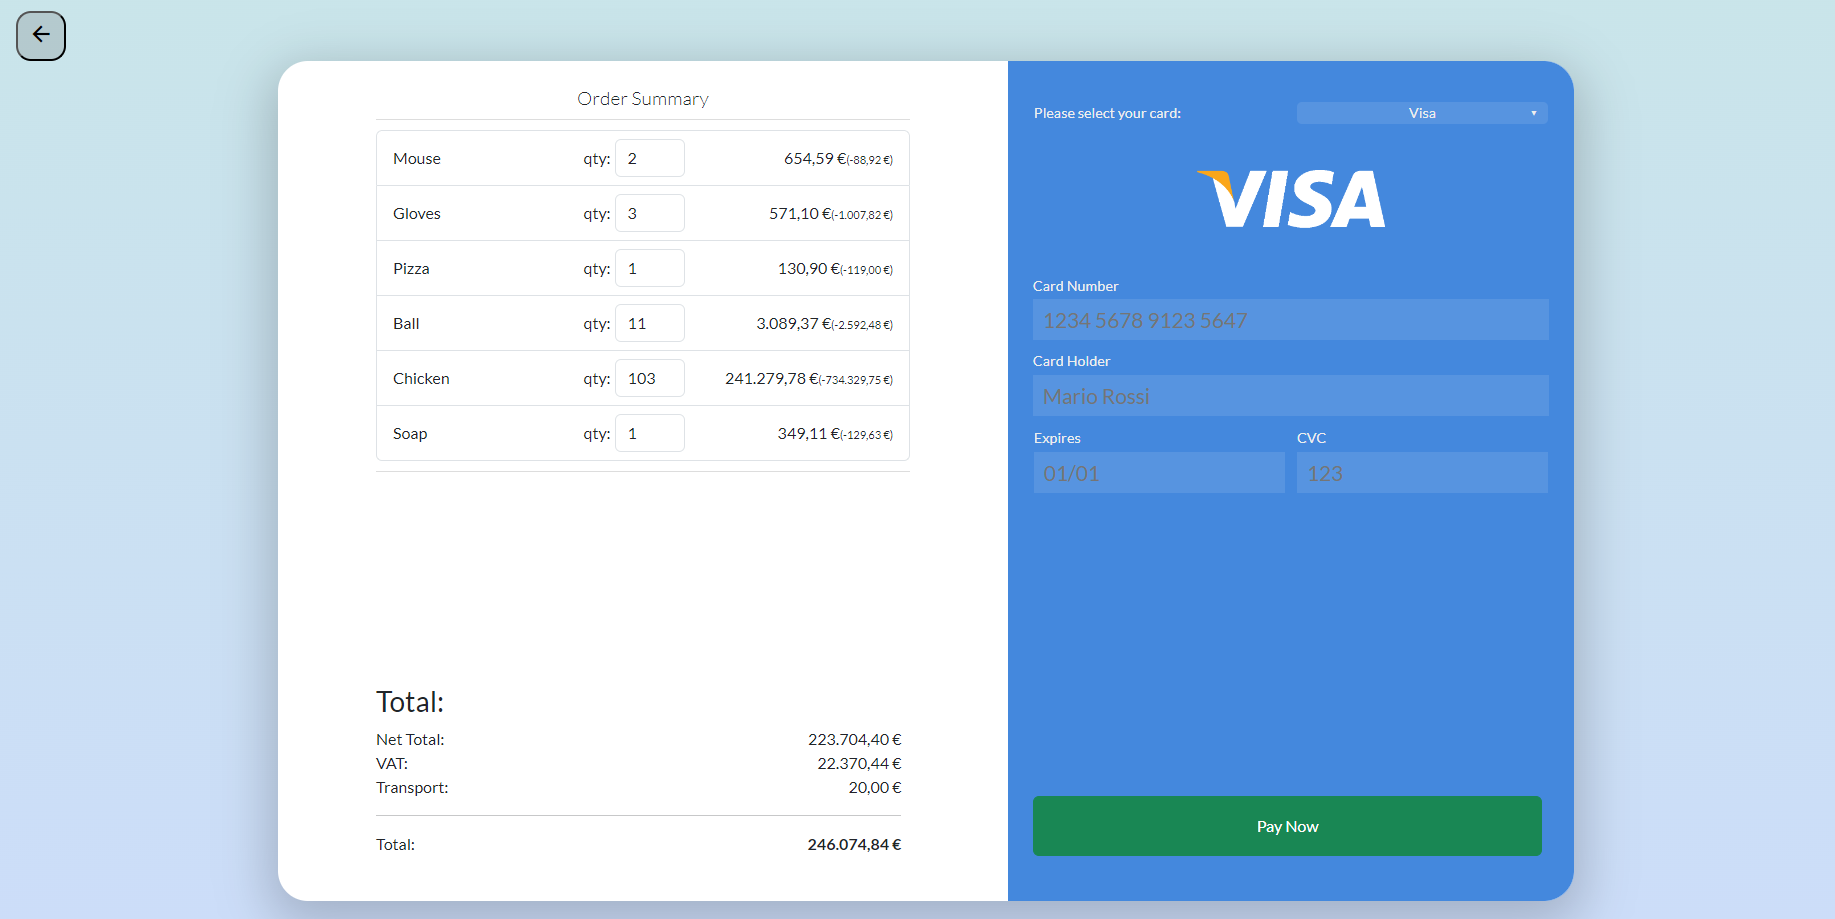 Order Summary
Mouse qty: 2 654,59 €(-88,92 €)
Gloves qty: 3 571,10 €(-1.007,82 €)
Pizza qty: 1 130,90 €(-119,00 €)
Ball qty: 11 3.089,37 €(-2.592,48 €)
Chicken qty: 103 241.279,78 €(-734.329,75 €)
Soap qty: 1 349,11 €(-129,63 €)
Total:
Net Total: 223.704,40 €
VAT: 22.370,44 €
Transport: 20,00 €
Total: 246.074,84 €
Please select your card: Visa
VISA
Card Number
1234 5678 9123 5647
Card Holder
Mario Rossi
Expires CVC
01/01 123
Pay Now